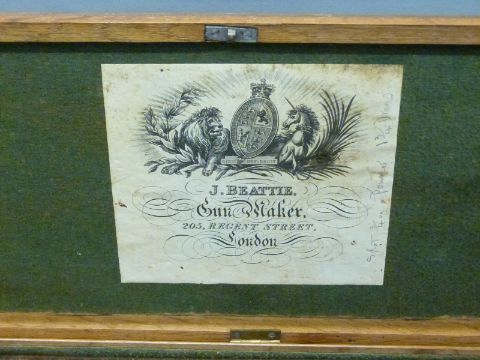 J. BEATTIE.
Gun Maker,
205, REGENT STREET,
London